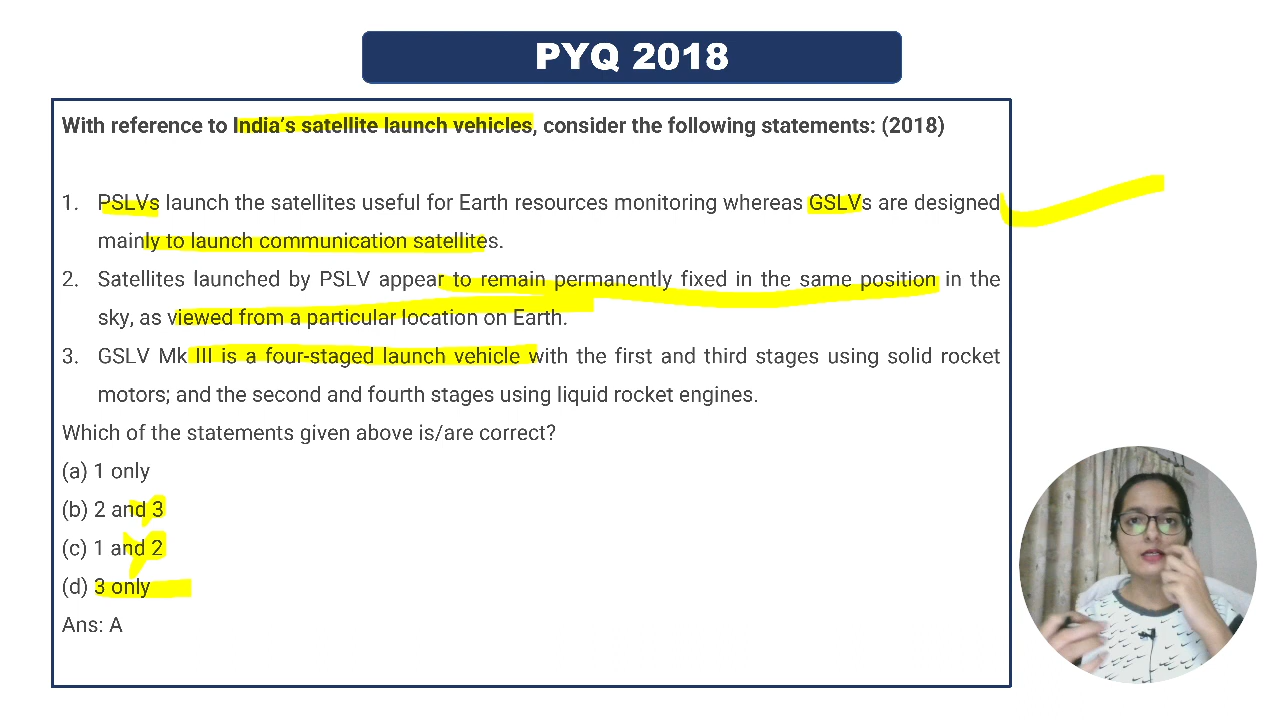 PYQ 2018
With reference to India's satellite launch vehicles, consider the following statements: (2018)
1. PSLVs launch the satellites useful for Earth resources monitoring whereas GSLVs are designed
mainly to launch communication satellites.
2. Satellites launched by PSLV appear to remain permanently fixed in the same position in the
sky, as viewed from a particular location on Earth.
3. GSLV Mk III is a four-staged launch vehicle with the first and third stages using solid rocket
motors; and the second and fourth stages using liquid rocket engines.
Which of the statements given above is/are correct?
(a) 1 only
(b) 2 and 3
(c) 1 and 2
(d) 3 only
Ans: A